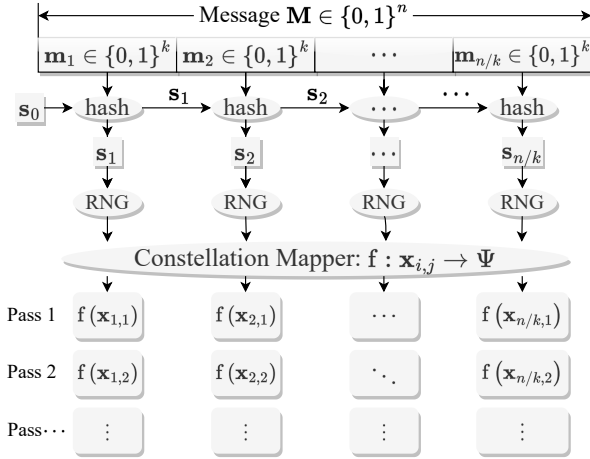 Message M ∈ {0, 1}^n
m_1 ∈ {0, 1}^k m_2 ∈ {0, 1}^k ⋯ m_{n/k} ∈ {0, 1}^k
s_0 hash s_1 hash s_2 ⋯ ⋯ hash
s_1 s_2 ⋯ s_{n/k}
RNG RNG RNG RNG
Constellation Mapper: f : x_{i,j} → Ψ
Pass 1 f (x_{1,1}) f (x_{2,1}) ⋯ f (x_{n/k,1})
Pass 2 f (x_{1,2}) f (x_{2,2}) ⋱ f (x_{n/k,2})
Pass⋯ ⋮ ⋮ ⋮ ⋮